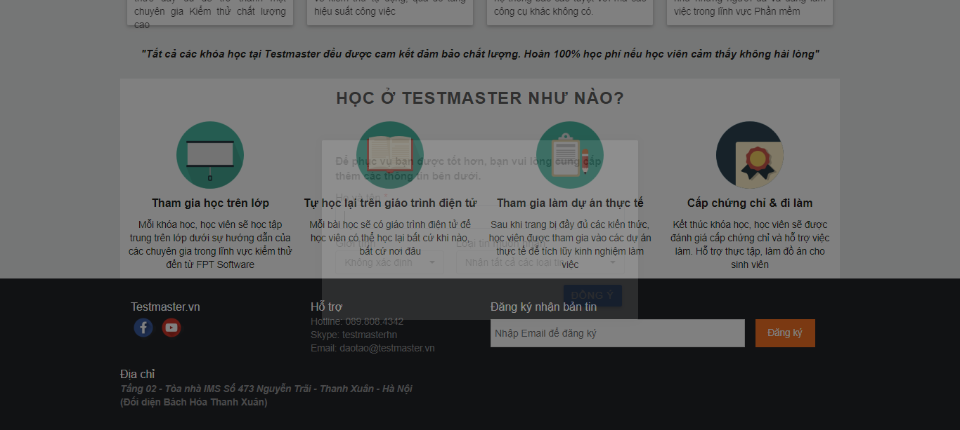 chuyên gia Kiểm thử chất lượng cao
hiệu suất công việc
công cụ khác không có.
việc trong lĩnh vực Phần mềm
"Tất cả các khóa học tại Testmaster đều được cam kết đảm bảo chất lượng. Hoàn 100% học phí nếu học viên cảm thấy không hài lòng"
HỌC Ở TESTMASTER NHƯ NÀO?
Để phục vụ bạn được tốt hơn, bạn vui lòng cung cấp
thêm các thông tin bên dưới.
Tham gia học trên lớp
Mỗi khóa học, học viên sẽ học tập
trung trên lớp dưới sự hướng dẫn của
các chuyên gia trong lĩnh vực kiểm thử
đến từ FPT Software
Tự học lại trên giáo trình điện tử
Mỗi bài học sẽ có giáo trình điện tử để
học viên có thể học lại bất cứ khi nào,
bất cứ nơi đâu
Tham gia làm dự án thực tế
Sau khi trang bị đầy đủ các kiến thức,
học viên được tham gia vào các dự án
thực tế để tích lũy kinh nghiệm làm
việc
Cấp chứng chỉ & đi làm
Kết thúc khóa học, học viên sẽ được
đánh giá cấp chứng chỉ và hỗ trợ việc
làm. Hỗ trợ thực tập, làm đồ án cho
sinh viên
Không xác định
Nhận tất cả các loại
ĐỒNG Ý
Testmaster.vn
Hỗ trợ
Hotline: 089.808.4342
Skype: testmasterhn
Email: daotao@testmaster.vn
Đăng ký nhận bản tin
Nhập Email để đăng ký
Đăng ký
Địa chỉ
Tầng 02 - Tòa nhà IMS Số 473 Nguyễn Trãi - Thanh Xuân - Hà Nội
(Đối diện Bách Hóa Thanh Xuân)